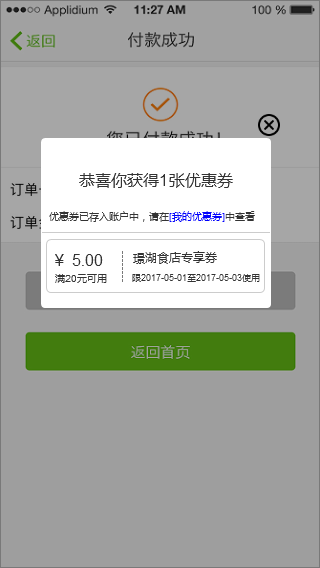 Applidium 11:27 AM 100 %
返回 付款成功
您已付款成功！
恭喜你获得1张优惠券
优惠券已存入账户中，请在[我的优惠券]中查看
¥ 5.00 璟湖食店专享券
满20元可用 限2017-05-01至2017-05-03使用
订单
订单
返回首页